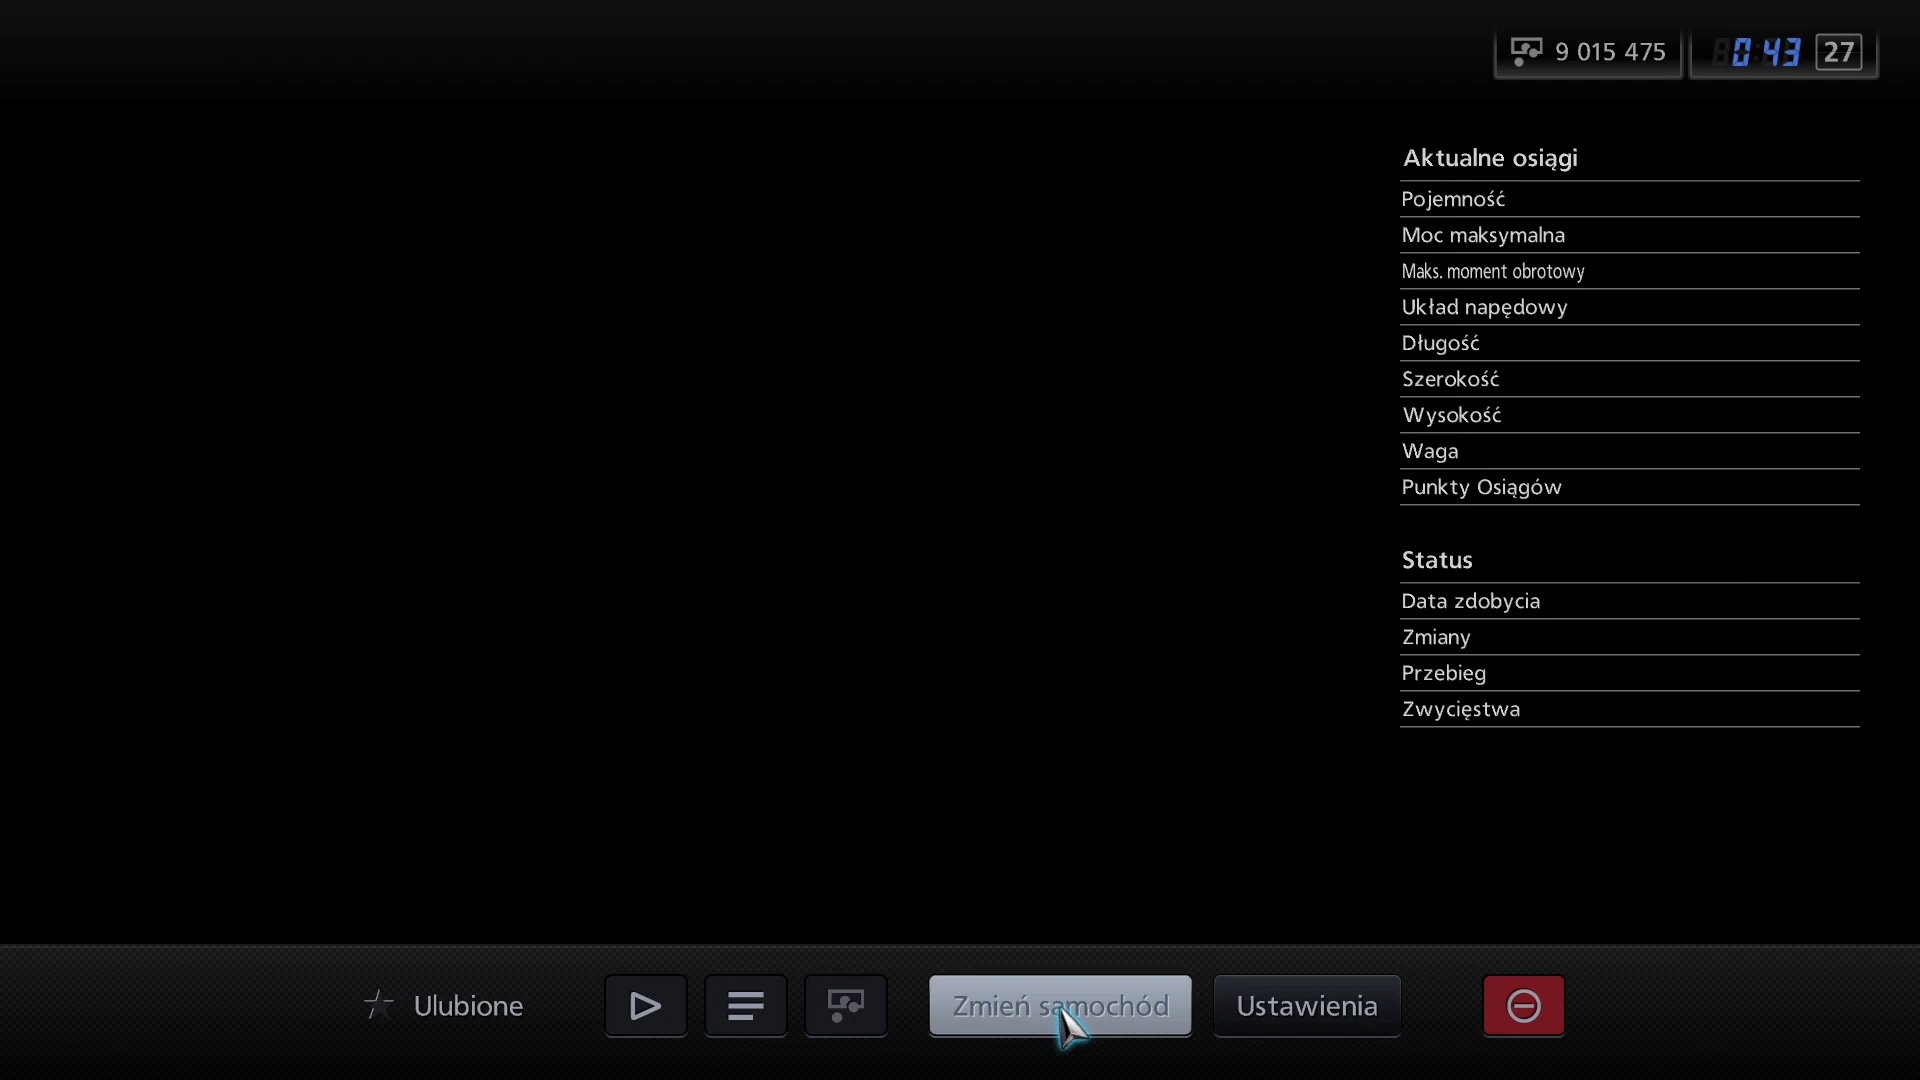 9 015 475
0:43 27
Aktualne osiągi
Pojemność
Moc maksymalna
Maks. moment obrotowy
Układ napędowy
Długość
Szerokość
Wysokość
Waga
Punkty Osiągów
Status
Data zdobycia
Zmiany
Przebieg
Zwycięstwa
Ulubione
Zmień samochód
Ustawienia